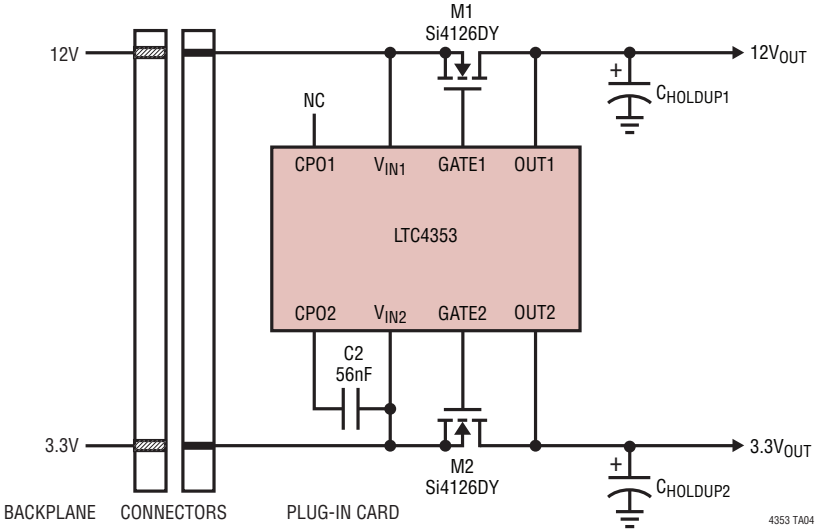 M1
Si4126DY
12V
12VOUT
+
CHOLDUP1
NC
CPO1 VIN1 GATE1 OUT1
LTC4353
CPO2 VIN2 GATE2 OUT2
C2
56nF
3.3V
3.3VOUT
M2
Si4126DY
+
CHOLDUP2
BACKPLANE CONNECTORS PLUG-IN CARD
4353 TA04